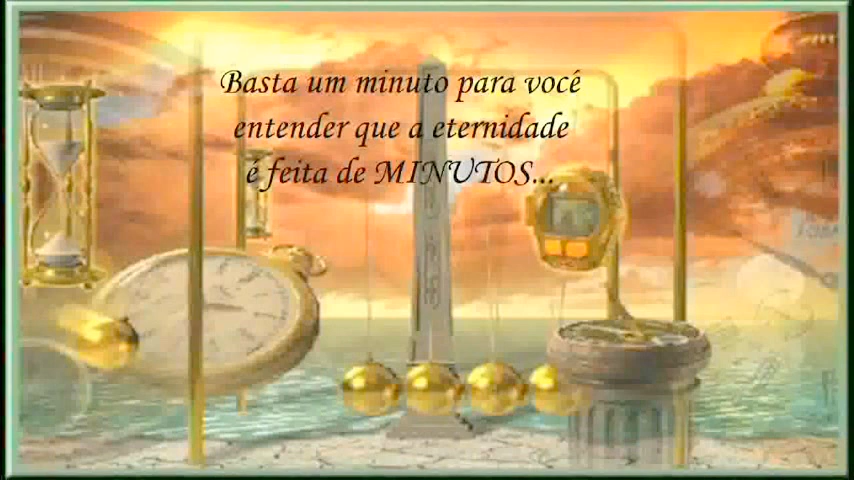 Basta um minuto para você
entender que a eternidade
é feita de MINUTOS...